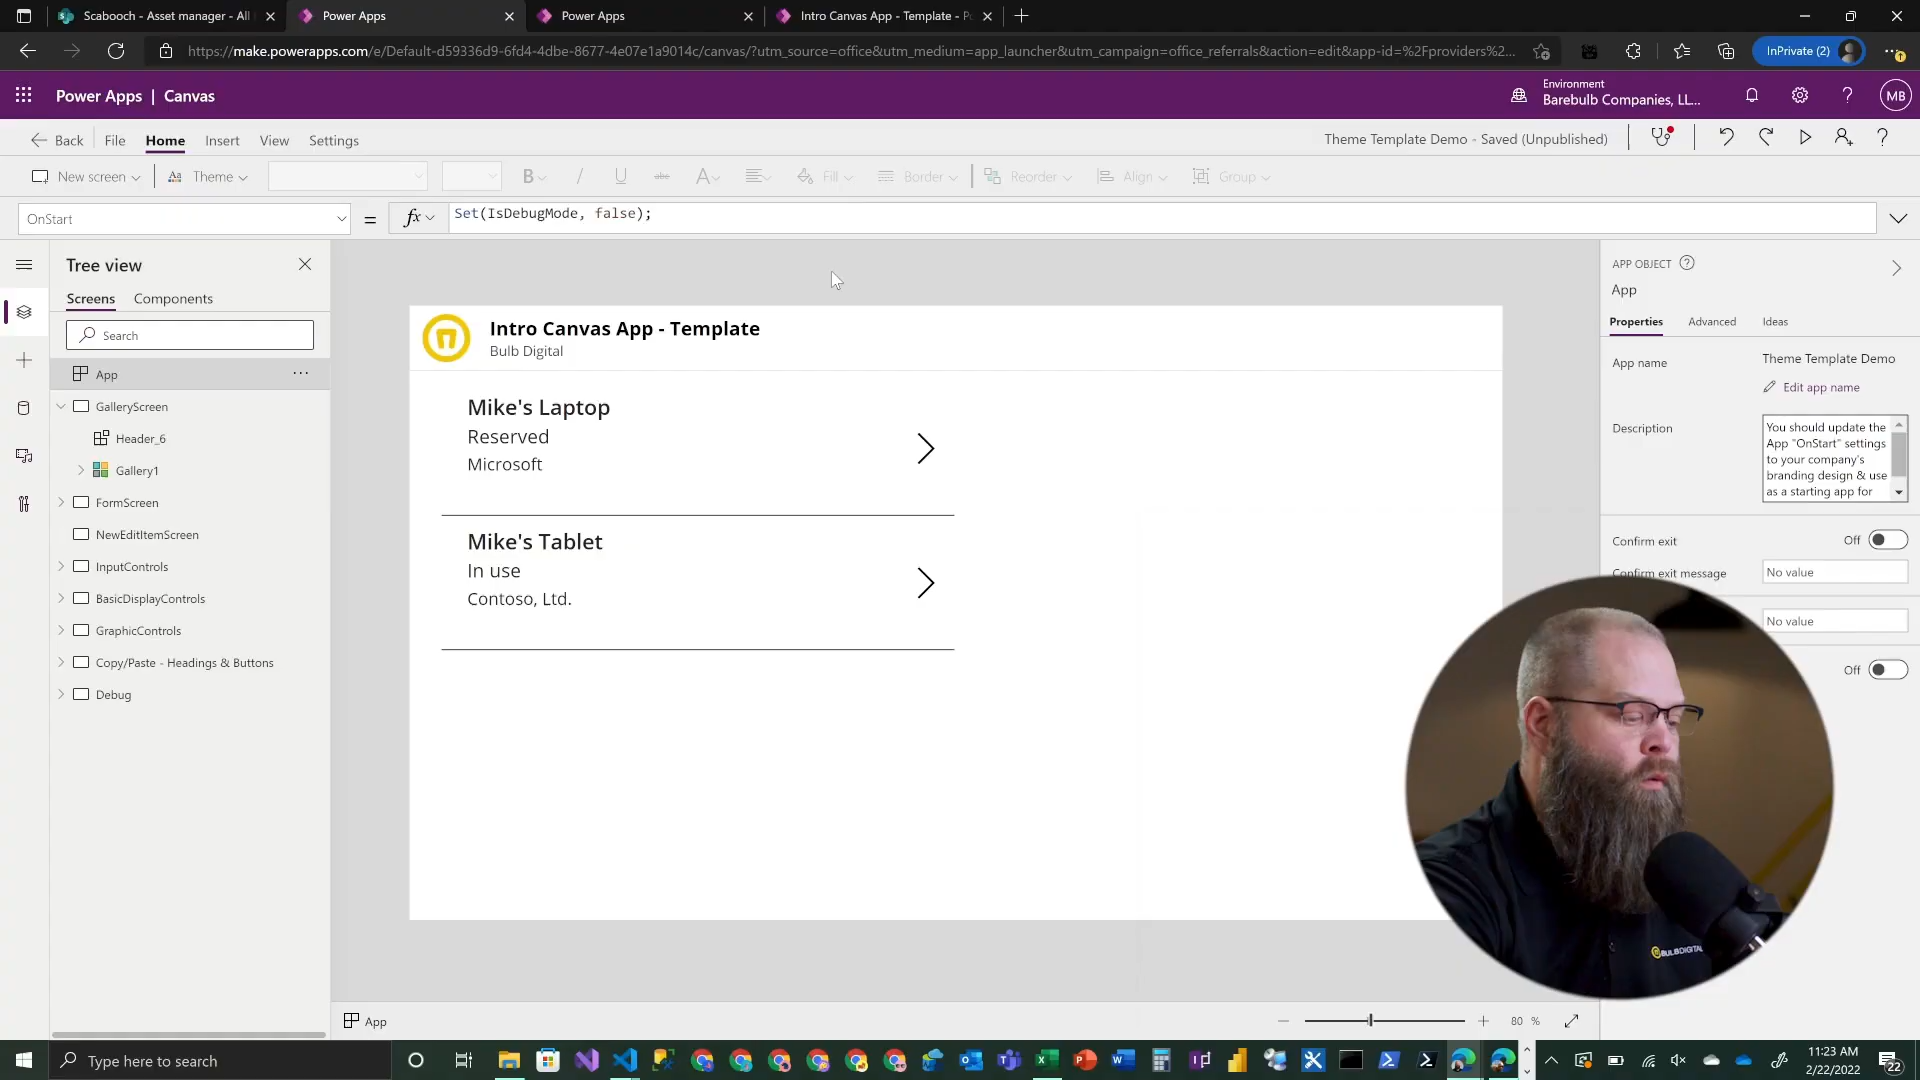 Scabooch - Asset manager - All
Power Apps
Power Apps
Intro Canvas App - Template - P
https://make.powerapps.com/e/Default-d59336d9-6fd4-4dbe-8677-4e07e1a9014c/canvas/?utm_source=office&utm_medium=app_launcher&utm_campaign=office_referrals&action=edit&app-id=%2Fproviders%2...
InPrivate (2)
Power Apps | Canvas
Environment
Barebulb Companies, LL...
MB
Back
File
Home
Insert
View
Settings
Theme Template Demo - Saved (Unpublished)
New screen
Theme
Fill
Border
Reorder
Align
Group
OnStart
=
fx
Set(IsDebugMode, false);
Tree view
Screens
Components
Search
App
GalleryScreen
Header_6
Gallery1
FormScreen
NewEditItemScreen
InputControls
BasicDisplayControls
GraphicControls
Copy/Paste - Headings & Buttons
Debug
Intro Canvas App - Template
Bulb Digital
Mike's Laptop
Reserved
Microsoft
Mike's Tablet
In use
Contoso, Ltd.
APP OBJECT
App
Properties
Advanced
Ideas
App name
Theme Template Demo
Edit app name
Description
You should update the
App "OnStart" settings
to your company's
branding design & use
as a starting app for
Confirm exit
Off
Confirm exit message
No value
No value
Off
BULBDIGITAL
App
80 %
Type here to search
11:23 AM
2/22/2022
22